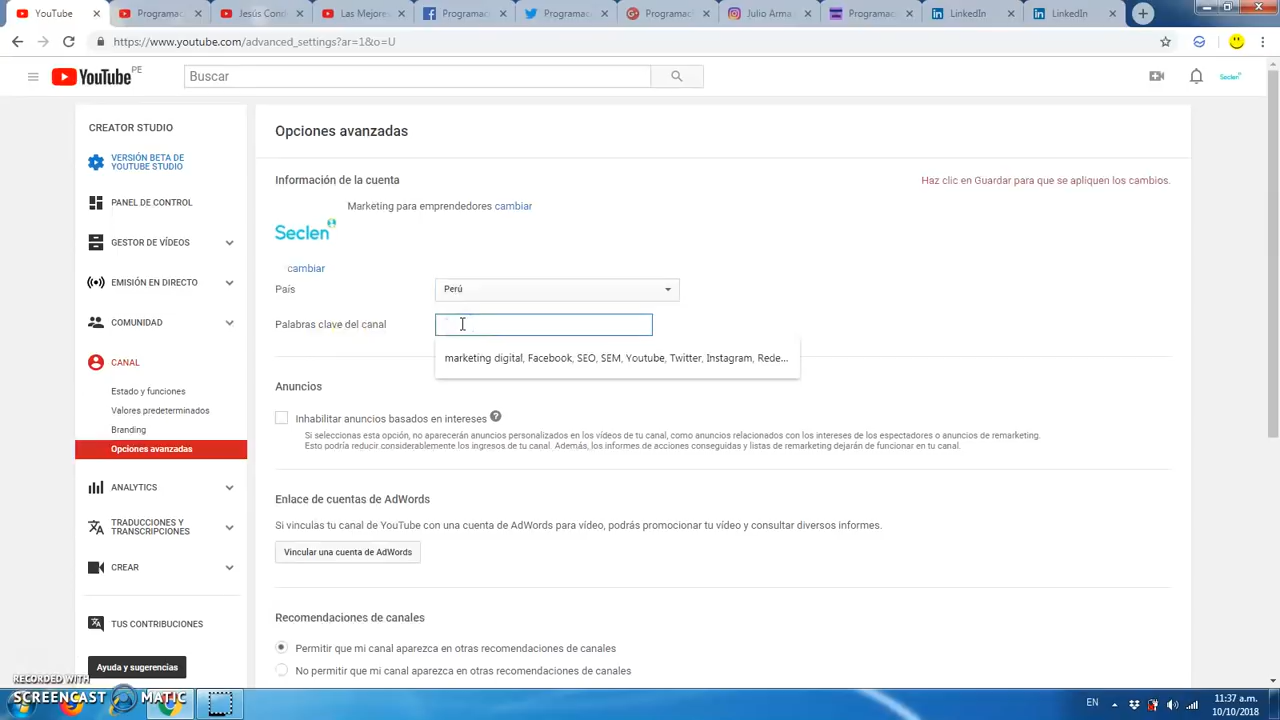 YouTube
Programac
Jesús Cond
Las Mejore
Programac
Programac
Programac
Julio Arma
Programac
LinkedIn
LinkedIn
https://www.youtube.com/advanced_settings?ar=1&o=U
YouTube PE
Buscar
Seclen
CREATOR STUDIO
VERSIÓN BETA DE
YOUTUBE STUDIO
PANEL DE CONTROL
GESTOR DE VÍDEOS
EMISIÓN EN DIRECTO
COMUNIDAD
CANAL
Estado y funciones
Valores predeterminados
Branding
Opciones avanzadas
ANALYTICS
TRADUCCIONES Y
TRANSCRIPCIONES
CREAR
TUS CONTRIBUCIONES
Ayuda y sugerencias
Opciones avanzadas
Información de la cuenta
Haz clic en Guardar para que se apliquen los cambios.
Marketing para emprendedores cambiar
Seclen
cambiar
País
Perú
Palabras clave del canal
marketing digital, Facebook, SEO, SEM, Youtube, Twitter, Instagram, Rede...
Anuncios
Inhabilitar anuncios basados en intereses ?
Si seleccionas esta opción, no aparecerán anuncios personalizados en los vídeos de tu canal, como anuncios relacionados con los intereses de los espectadores o anuncios de remarketing.
Esto podría reducir considerablemente los ingresos de tu canal. Además, los informes de acciones conseguidas y listas de remarketing dejarán de funcionar en tu canal.
Enlace de cuentas de AdWords
Si vinculas tu canal de YouTube con una cuenta de AdWords para vídeo, podrás promocionar tu vídeo y consultar diversos informes.
Vincular una cuenta de AdWords
Recomendaciones de canales
Permitir que mi canal aparezca en otras recomendaciones de canales
No permitir que mi canal aparezca en otras recomendaciones de canales
RECORDED WITH
SCREENCAST MATIC
EN
11:37 a.m.
10/10/2018